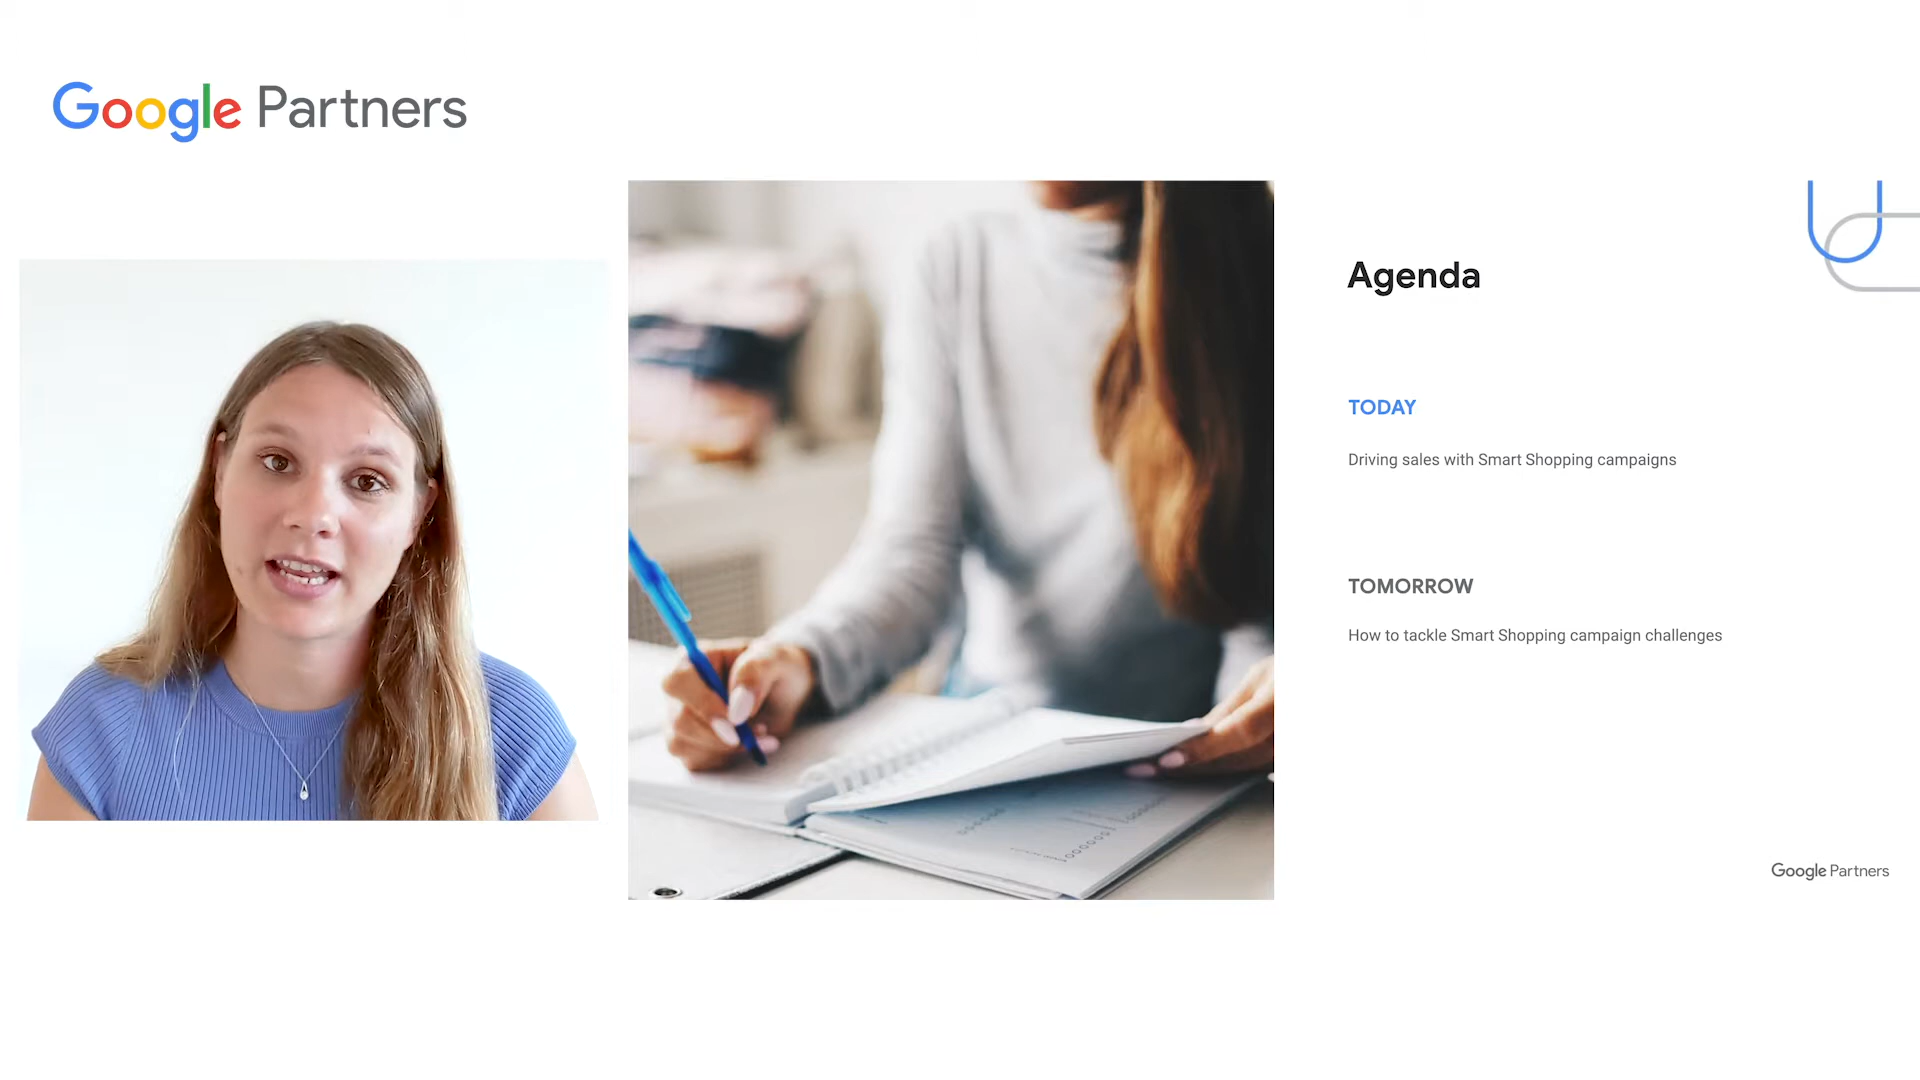 Google Partners
Agenda
TODAY
Driving sales with Smart Shopping campaigns
TOMORROW
How to tackle Smart Shopping campaign challenges
Google Partners